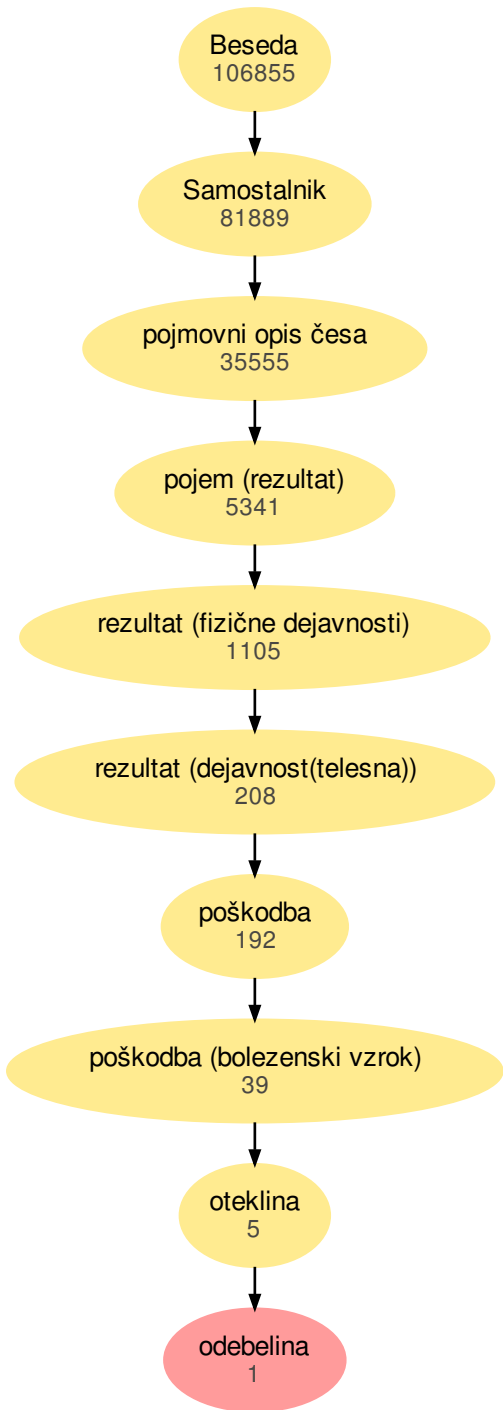 Beseda
106855
Samostalnik
81889
pojmovni opis česa
35555
pojem (rezultat)
5341
rezultat (fizične dejavnosti)
1105
rezultat (dejavnost(telesna))
208
poškodba
192
poškodba (bolezenski vzrok)
39
oteklina
5
odebelina
1